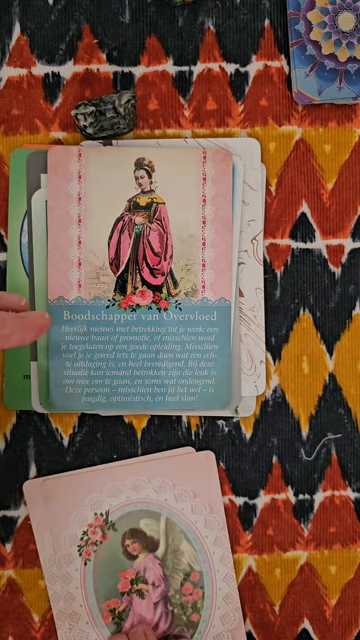 Boodschapper van Overvloed
Heerlijk nieuws met betrekking tot je werk: een
nieuwe baan of promotie, of misschien word
je toegelaten op een goede opleiding. Misschien
voel je je gereed iets te gaan doen wat een ech-
te uitdaging is, en heel bevredigend. Bij deze
situatie kan iemand betrokken zijn die leuk is
om mee om te gaan, en soms wat ondeugend.
Deze persoon – misschien ben jij het wel – is
jeugdig, optimistisch, en heel slim!